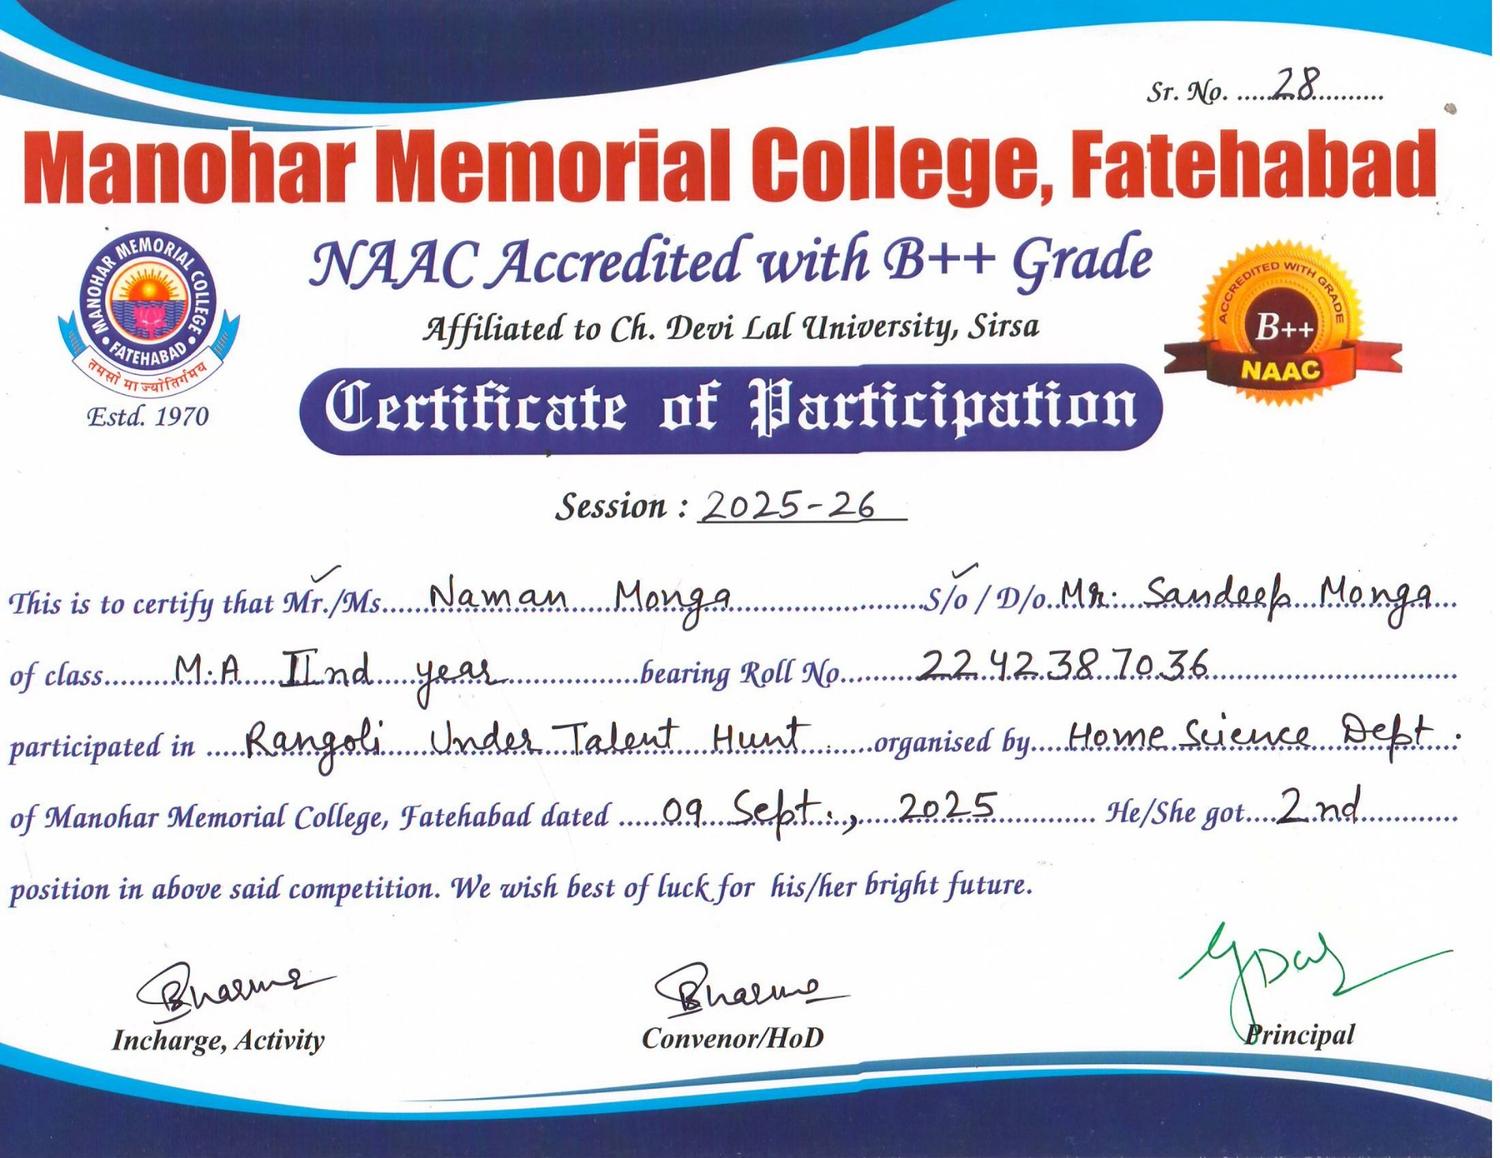 Sr. No. .....28..........
Manohar Memorial College, Fatehabad
MANOHAR MEMORIAL COLLEGE
FATEHABAD
तमसो मा ज्योतिर्गमय
Estd. 1970
NAAC Accredited with B++ Grade
Affiliated to Ch. Devi Lal University, Sirsa
ACCREDITED WITH GRADE
B++
NAAC
Certificate of Participation
Session : 2025-26
This is to certify that Mr./Ms. Naman Monga S/o / D/o Mr. Sandeep Monga
of class M.A IInd year bearing Roll No. 224238 7036
participated in Rangoli Under Talent Hunt organised by Home Science Dept.
of Manohar Memorial College, Fatehabad dated 09 Sept., 2025 He/She got 2nd
position in above said competition. We wish best of luck for his/her bright future.
Incharge, Activity
Convenor/HoD
Principal